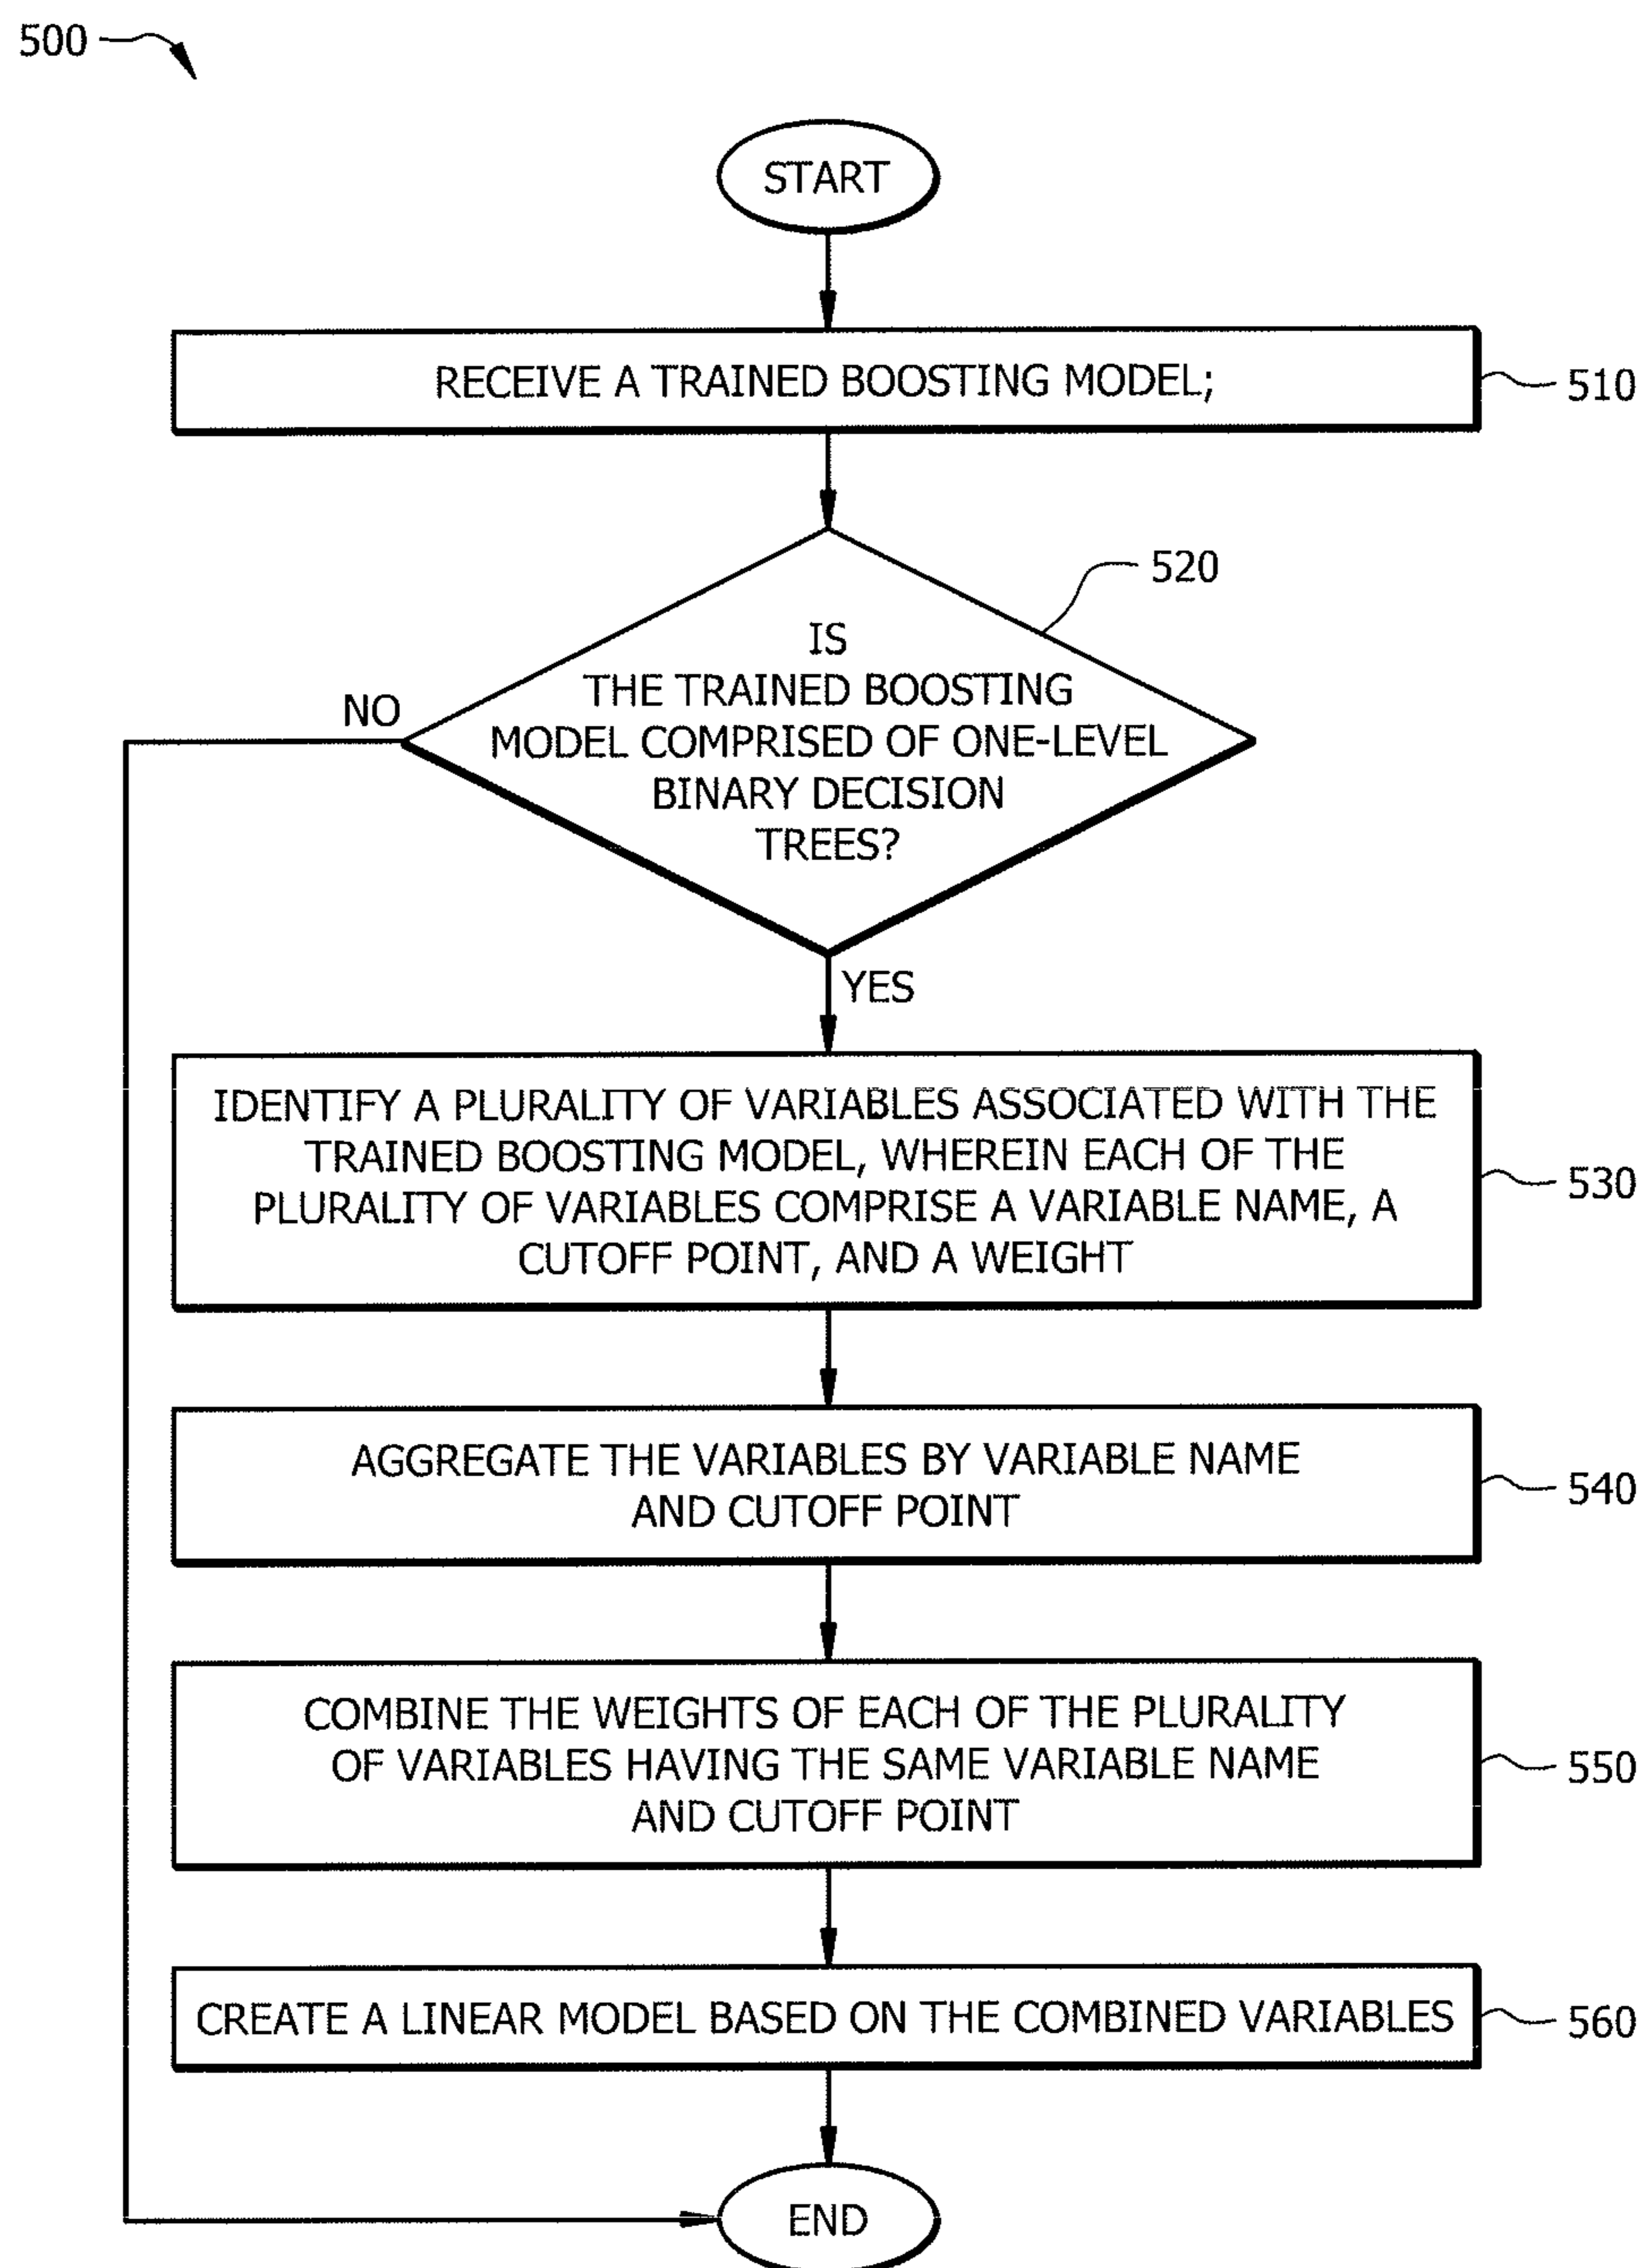 500
START
RECEIVE A TRAINED BOOSTING MODEL;
510
520
IS
THE TRAINED BOOSTING
MODEL COMPRISED OF ONE-LEVEL
BINARY DECISION
TREES?
NO
YES
IDENTIFY A PLURALITY OF VARIABLES ASSOCIATED WITH THE
TRAINED BOOSTING MODEL, WHEREIN EACH OF THE
PLURALITY OF VARIABLES COMPRISE A VARIABLE NAME, A
CUTOFF POINT, AND A WEIGHT
530
AGGREGATE THE VARIABLES BY VARIABLE NAME
AND CUTOFF POINT
540
COMBINE THE WEIGHTS OF EACH OF THE PLURALITY
OF VARIABLES HAVING THE SAME VARIABLE NAME
AND CUTOFF POINT
550
CREATE A LINEAR MODEL BASED ON THE COMBINED VARIABLES
560
END